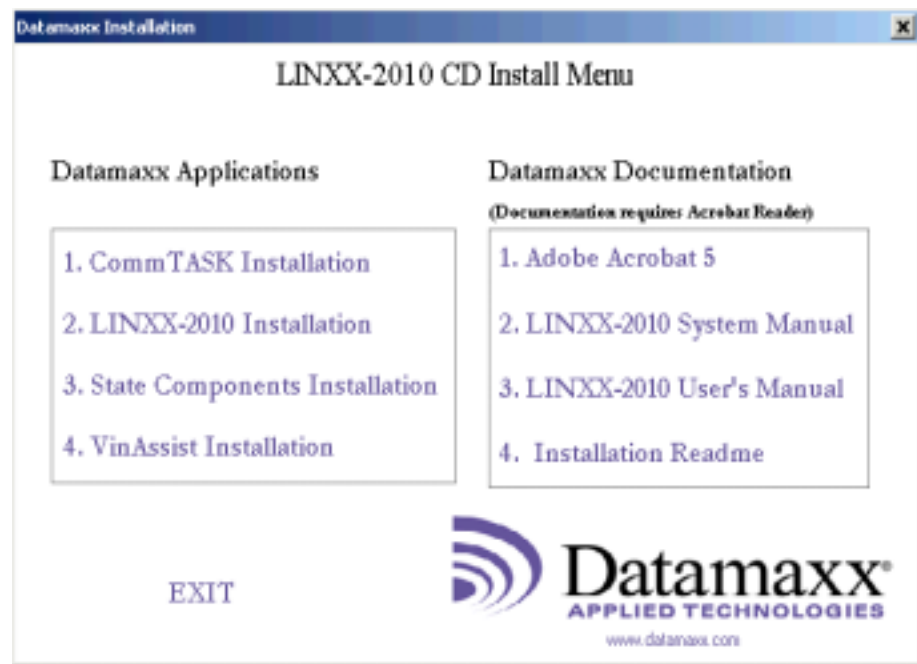 Datamaxx Installation
LINXX-2010 CD Install Menu
Datamaxx Applications
1. CommTASK Installation
2. LINXX-2010 Installation
3. State Components Installation
4. VinAssist Installation
EXIT
Datamaxx Documentation
(Documentation requires Acrobat Reader)
1. Adobe Acrobat 5
2. LINXX-2010 System Manual
3. LINXX-2010 User's Manual
4. Installation Readme
Datamaxx®
APPLIED TECHNOLOGIES
www.datamaxx.com